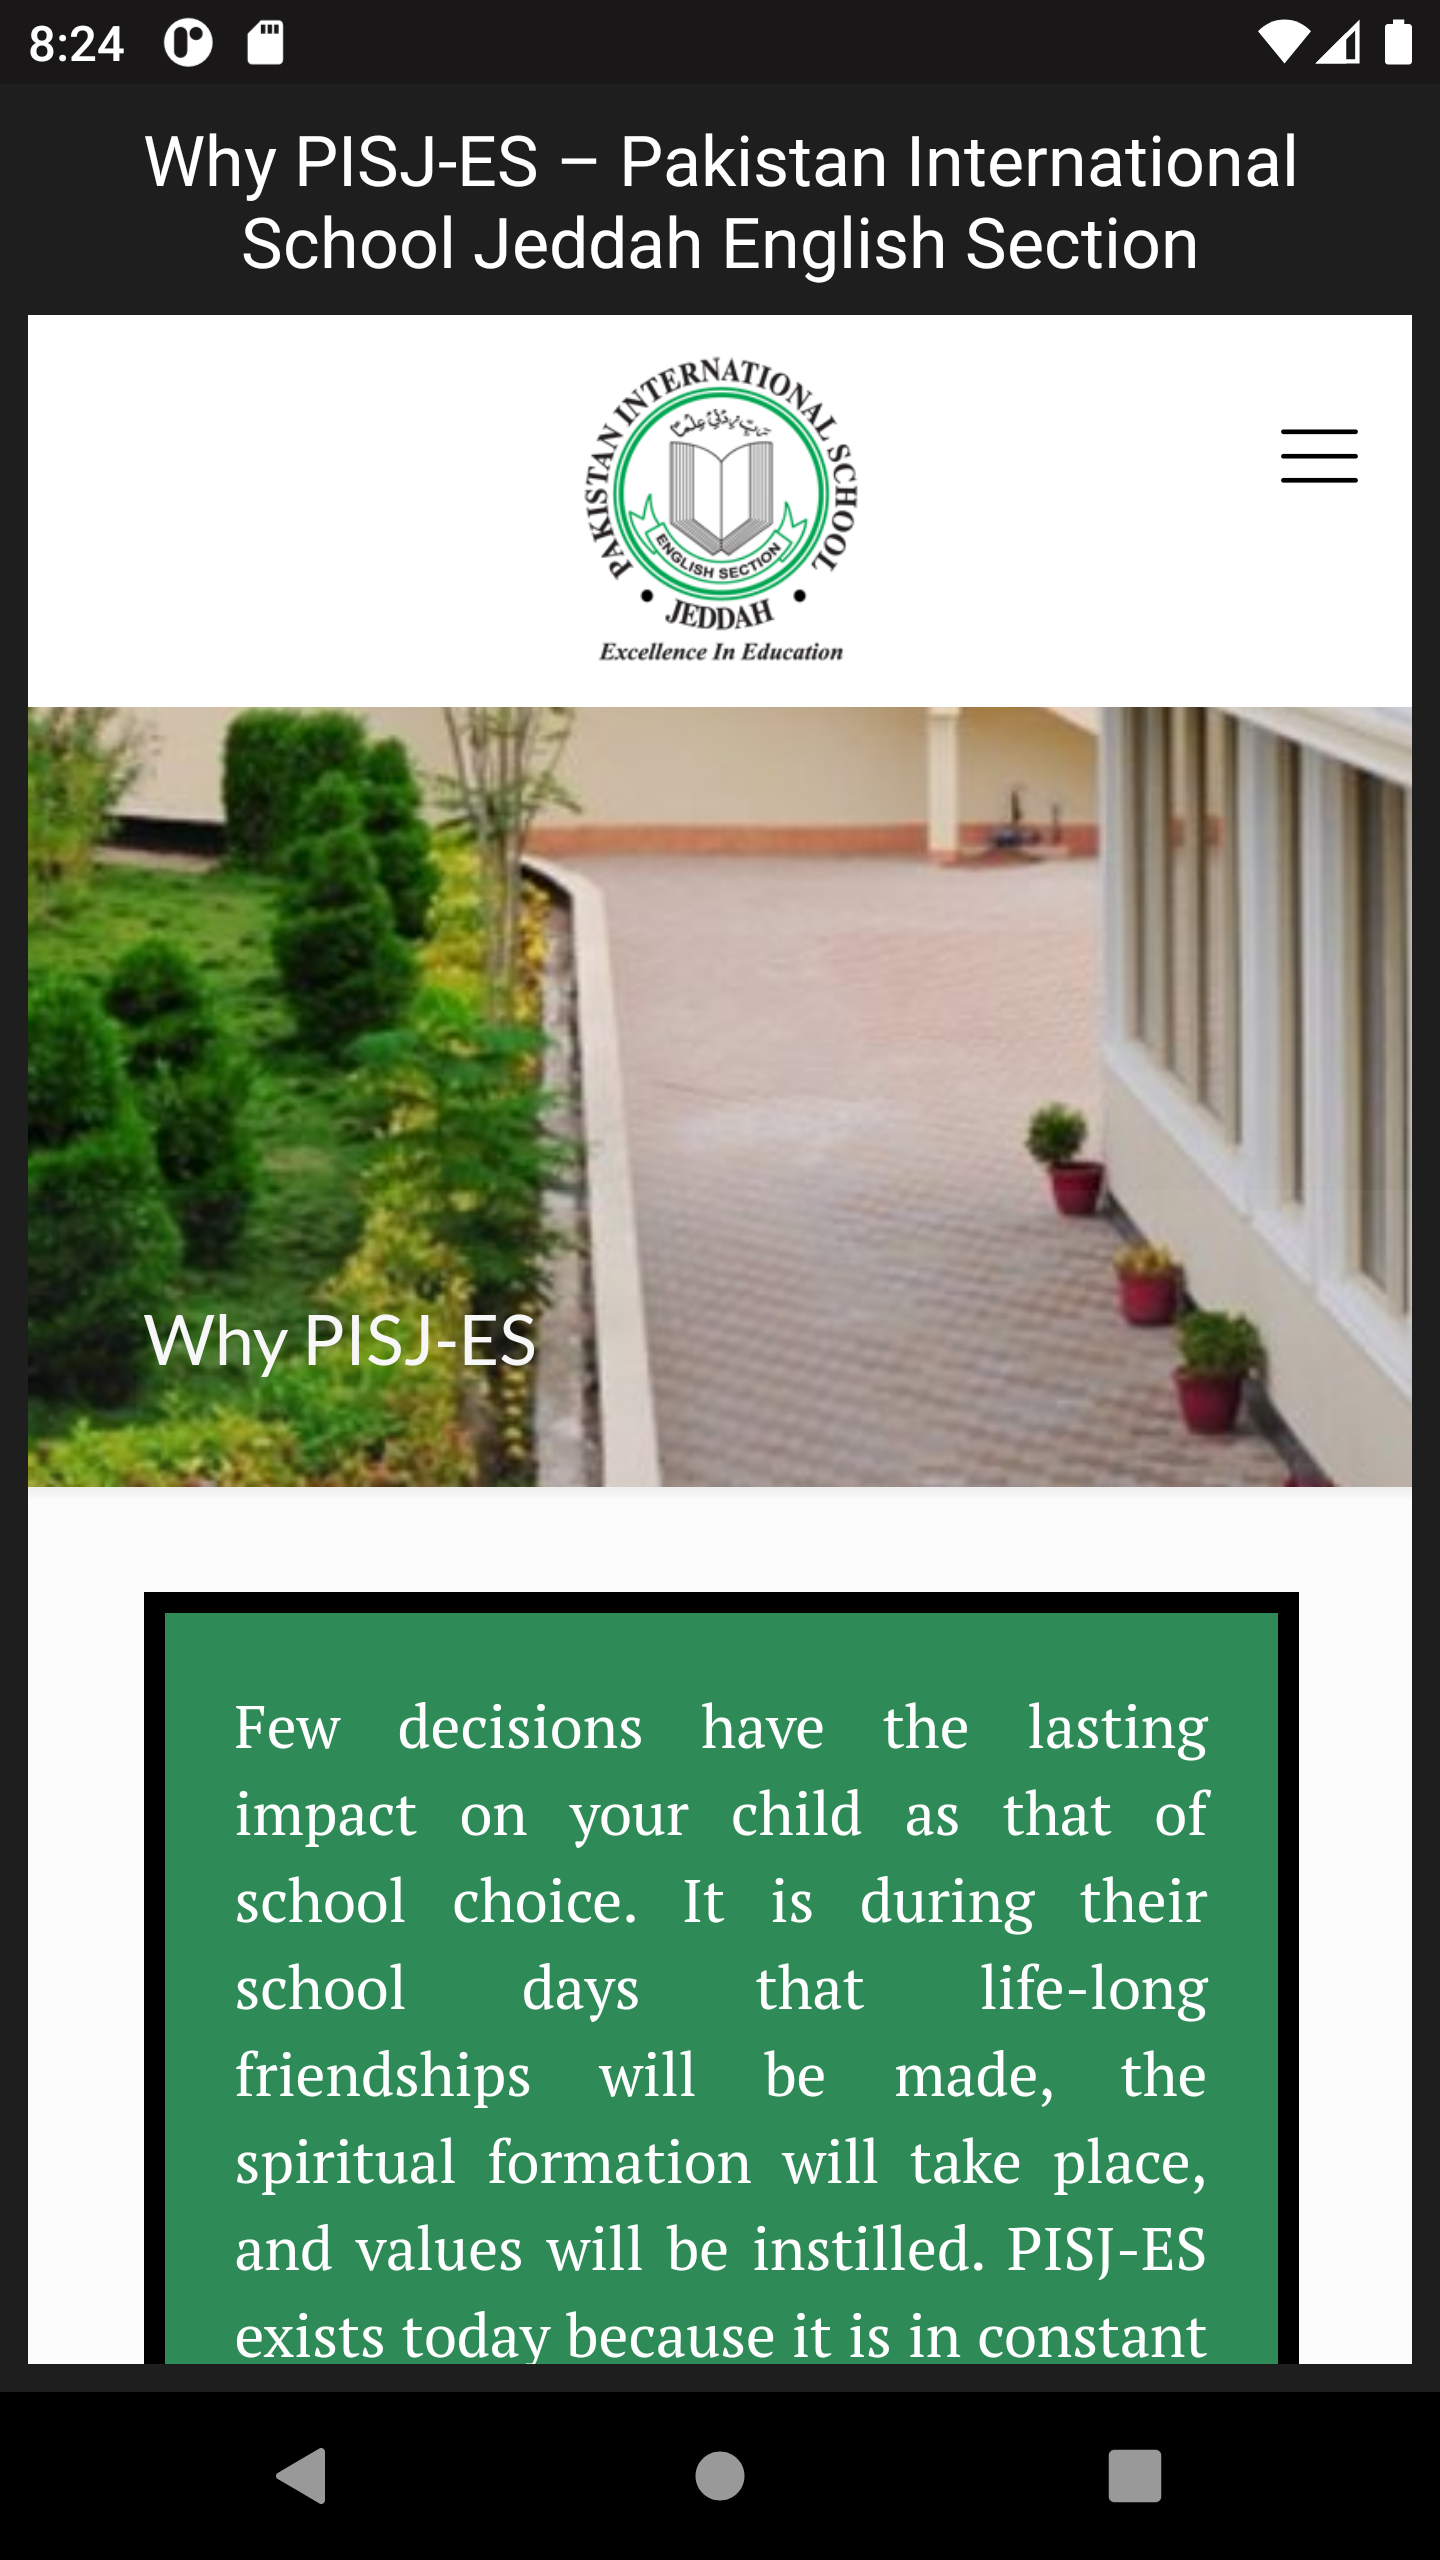 8:24
Why PISJ-ES – Pakistan International
School Jeddah English Section
PAKISTAN INTERNATIONAL SCHOOL
رَبِّ زِدْنِي عِلْمًا
ENGLISH SECTION
• JEDDAH •
Excellence In Education
Why PISJ-ES
Few decisions have the lasting
impact on your child as that of
school choice. It is during their
school days that life-long
friendships will be made, the
spiritual formation will take place,
and values will be instilled. PISJ-ES
exists today because it is in constant